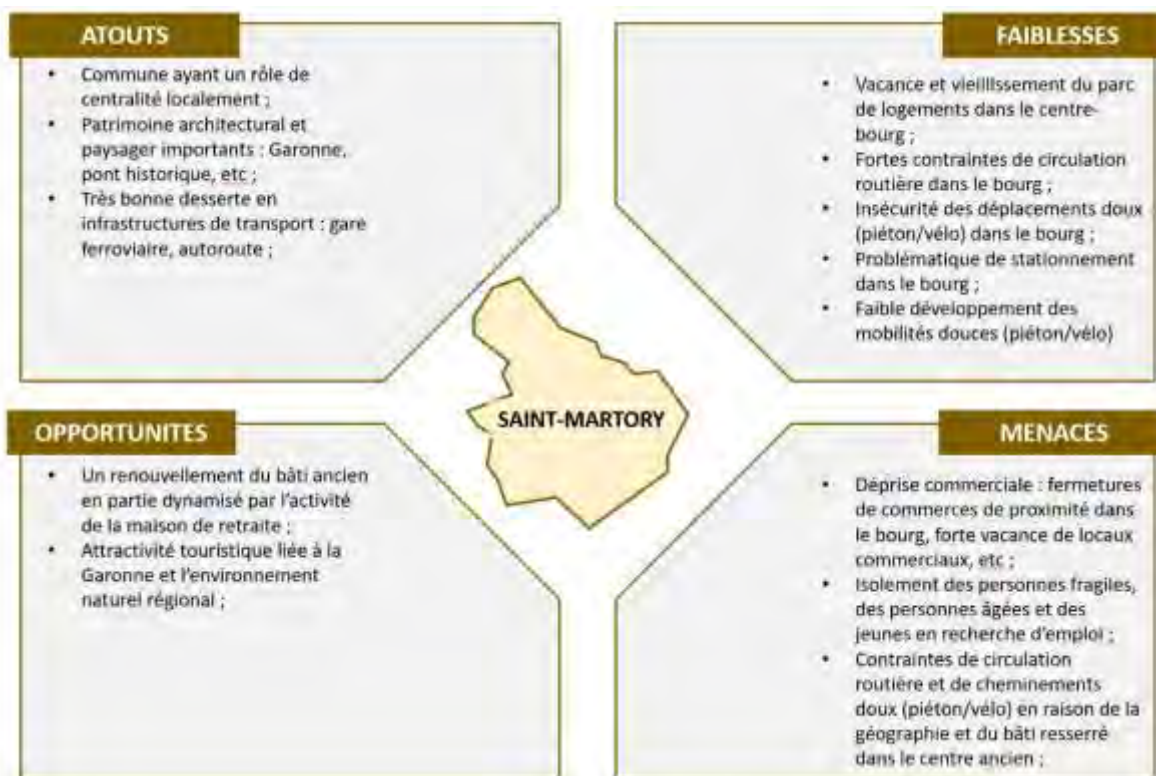 ATOUTS
• Commune ayant un rôle de
centralité localement ;
• Patrimoine architectural et
paysager importants : Garonne,
pont historique, etc ;
• Très bonne desserte en
infrastructures de transport : gare
ferroviaire, autoroute ;
FAIBLESSES
• Vacance et vieillissement du parc
de logements dans le centre-
bourg ;
• Fortes contraintes de circulation
routière dans le bourg ;
• Insécurité des déplacements doux
(piéton/vélo) dans le bourg ;
• Problématique de stationnement
dans le bourg ;
• Faible développement des
mobilités douces (piéton/vélo)
SAINT-MARTORY
OPPORTUNITES
• Un renouvellement du bâti ancien
en partie dynamisé par l'activité
de la maison de retraite ;
• Attractivité touristique liée à la
Garonne et l'environnement
naturel régional ;
MENACES
• Déprise commerciale : fermetures
de commerces de proximité dans
le bourg, forte vacance de locaux
commerciaux, etc ;
• Isolement des personnes fragiles,
des personnes âgées et des
jeunes en recherche d'emploi ;
• Contraintes de circulation
routière et de cheminements
doux (piéton/vélo) en raison de la
géographie et du bâti resserré
dans le centre ancien ;